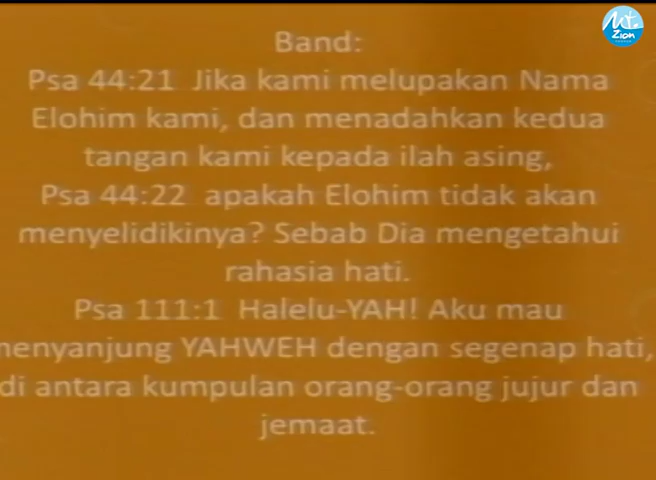 Mt.
Zion
Band:
Psa 44:21 Jika kami melupakan Nama
Elohim kami, dan menadahkan kedua
tangan kami kepada ilah asing,
Psa 44:22 apakah Elohim tidak akan
menyelidikinya? Sebab Dia mengetahui
rahasia hati.
Psa 111:1 Halelu-YAH! Aku mau
menyanjung YAHWEH dengan segenap hati,
di antara kumpulan orang-orang jujur dan
jemaat.